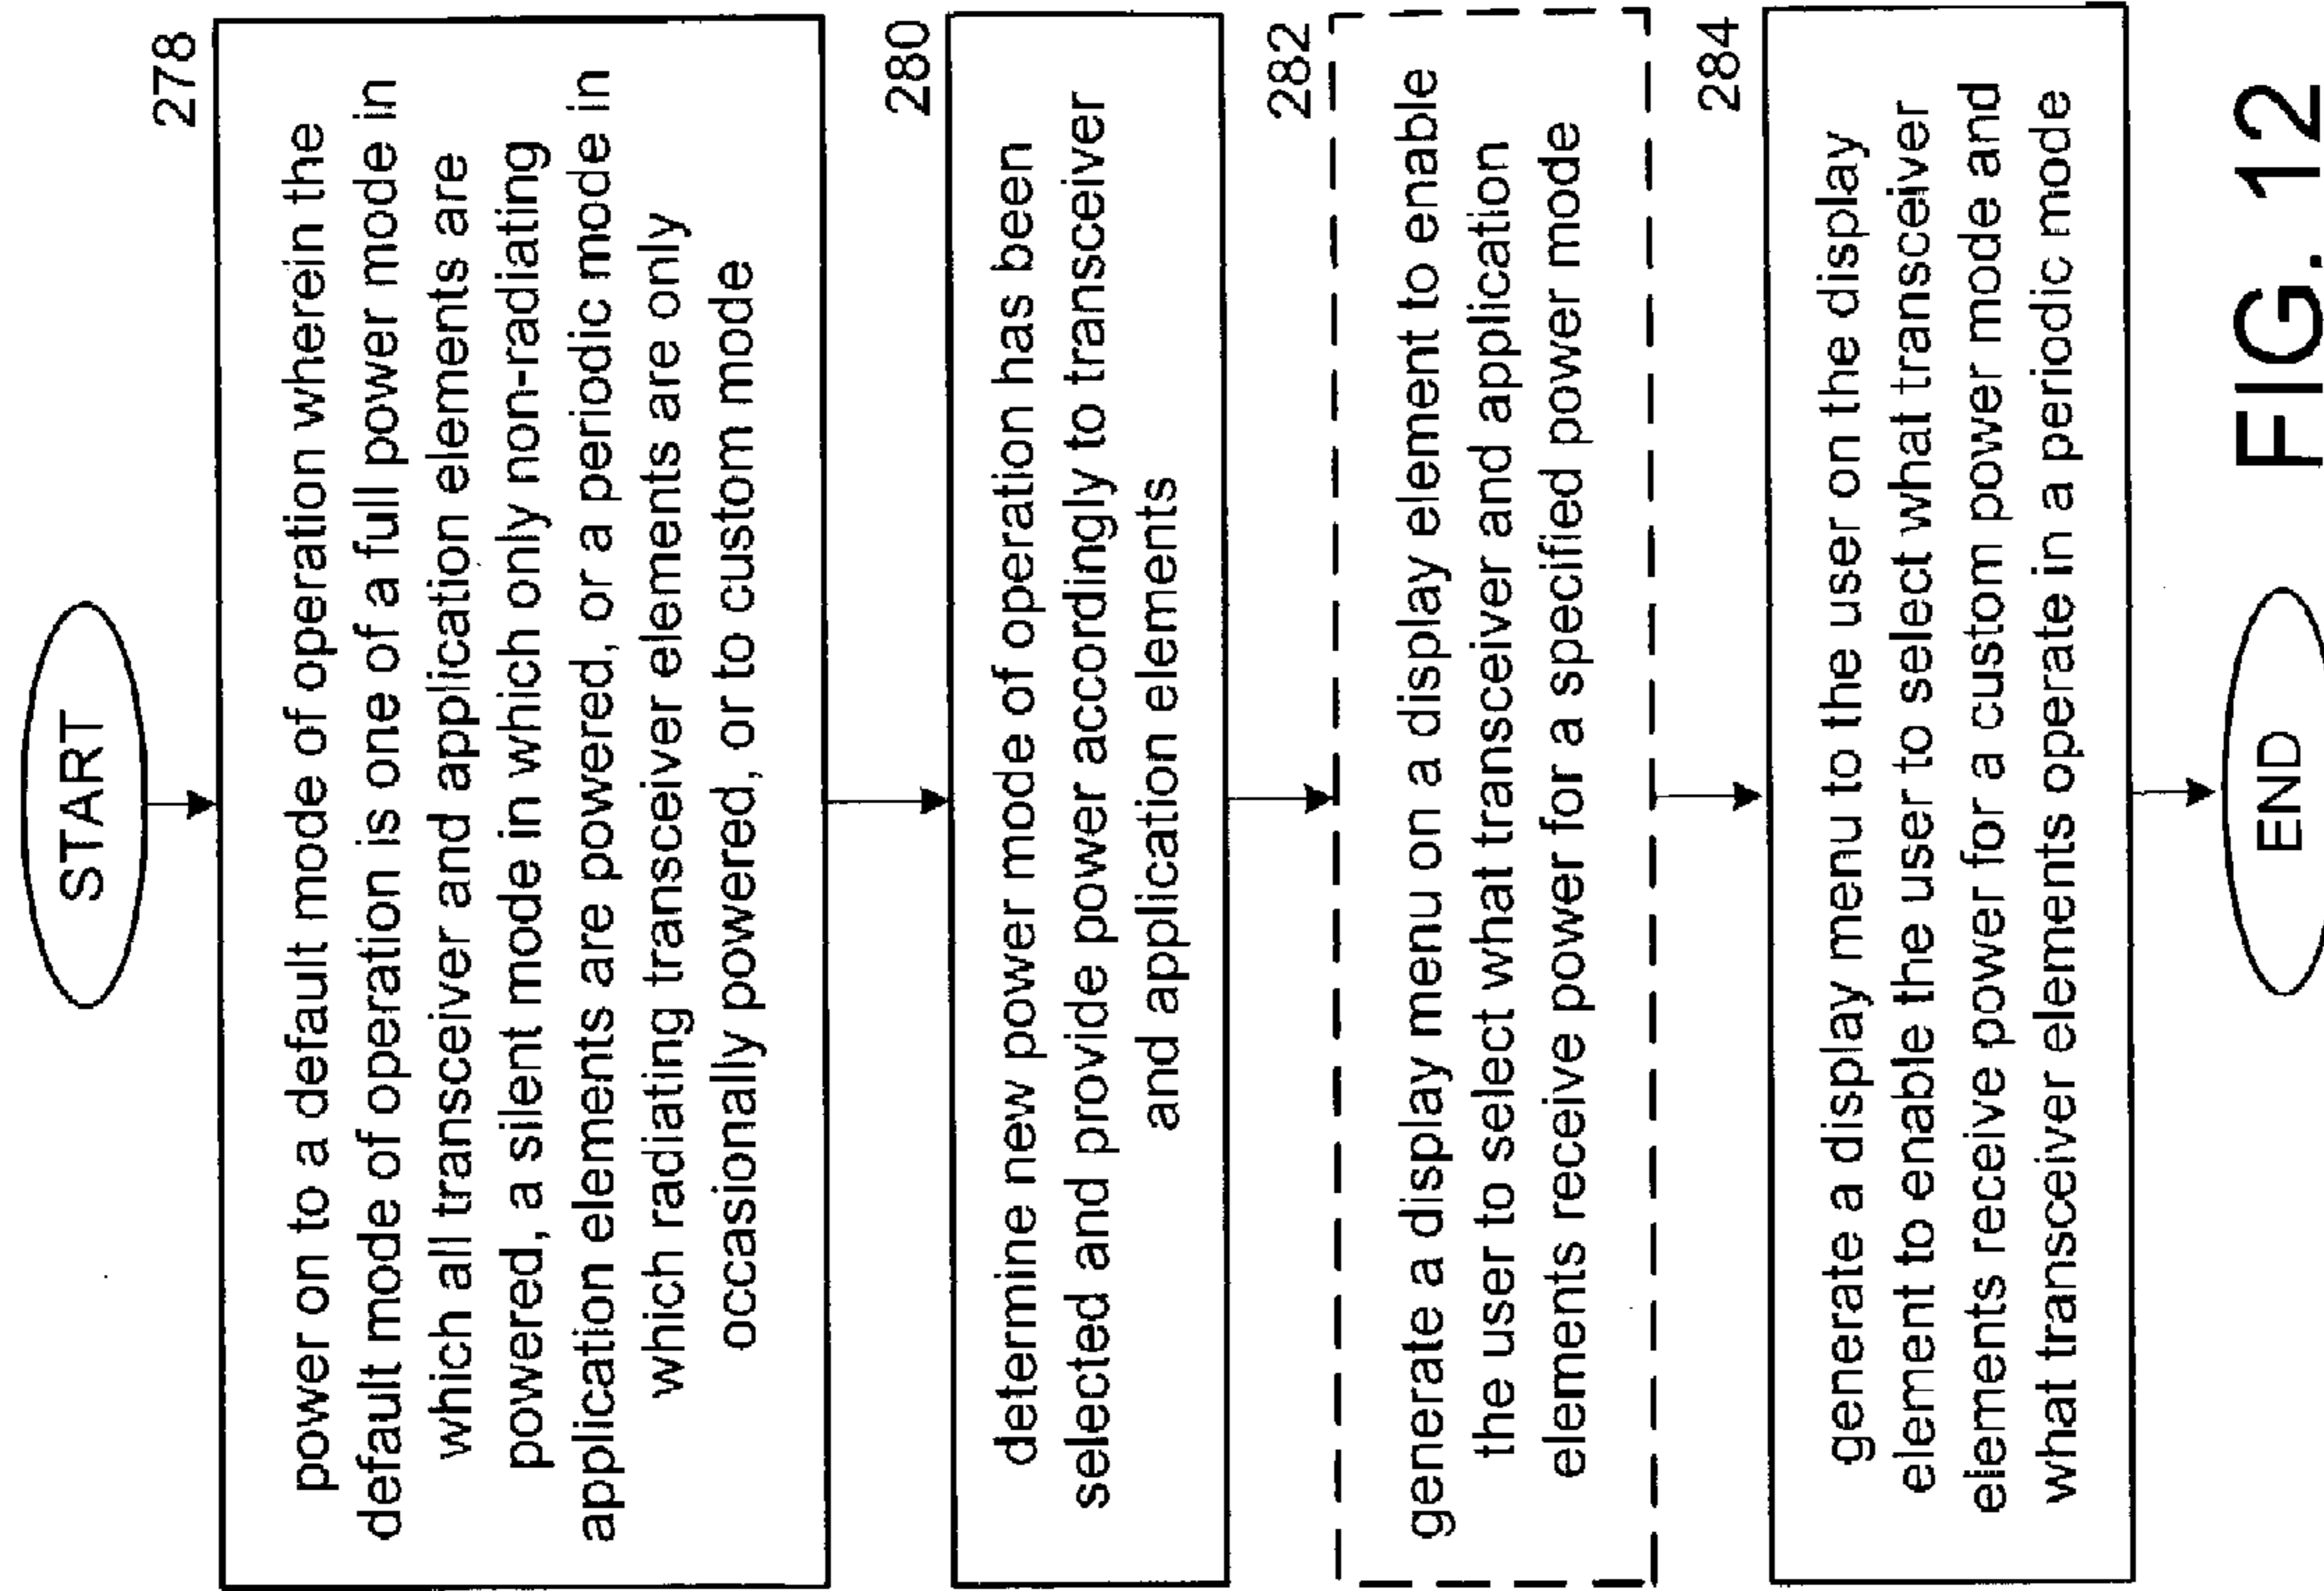 START
278
power on to a default mode of operation wherein the
default mode of operation is one of a full power mode in
which all transceiver and application elements are
powered, a silent mode in which only non-radiating
application elements are powered, or a periodic mode in
which radiating transceiver elements are only
occasionally powered, or to custom mode
280
determine new power mode of operation has been
selected and provide power accordingly to transceiver
and application elements
282
generate a display menu on a display element to enable
the user to select what transceiver and application
elements receive power for a specified power mode
284
generate a display menu to the user on the display
element to enable the user to select what transceiver
elements receive power for a custom power mode and
what transceiver elements operate in a periodic mode
END
FIG. 12